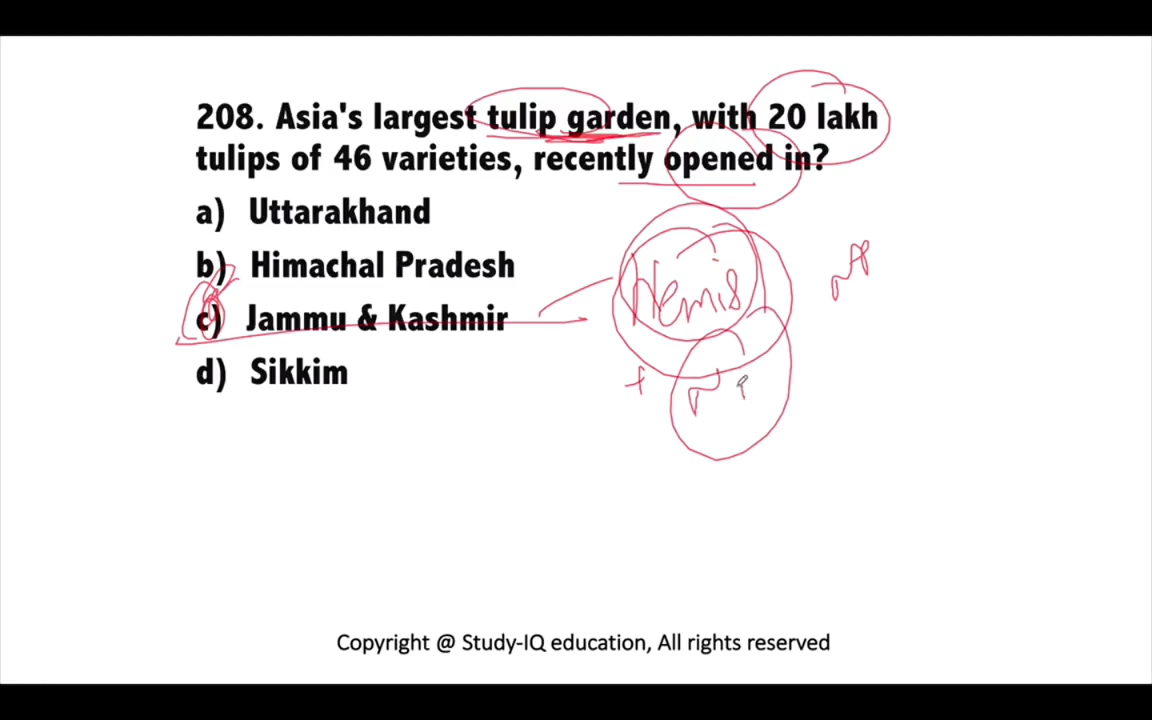 208. Asia's largest tulip garden, with 20 lakh
tulips of 46 varieties, recently opened in?
a) Uttarakhand
b) Himachal Pradesh
c) Jammu & Kashmir
d) Sikkim
Hemis
Copyright @ Study-IQ education, All rights reserved